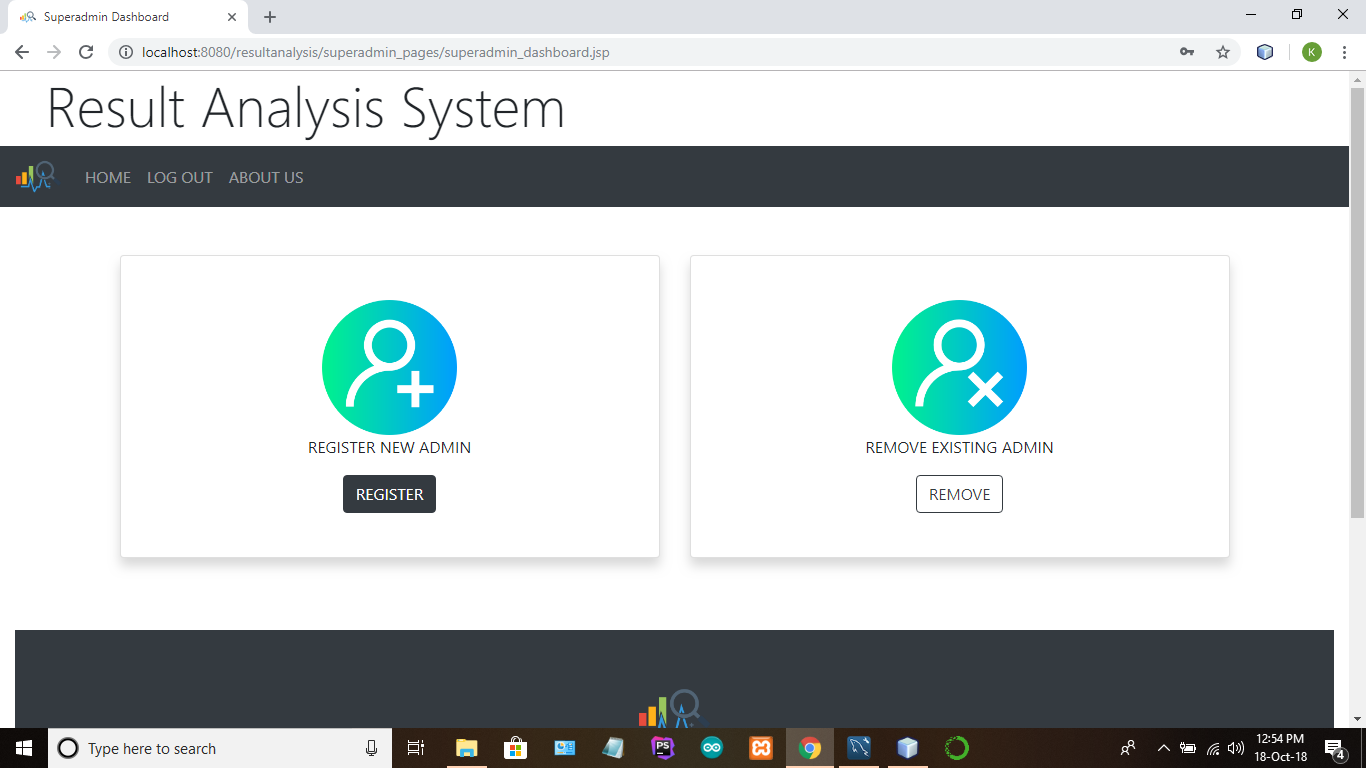 Superadmin Dashboard
localhost:8080/resultanalysis/superadmin_pages/superadmin_dashboard.jsp
K
Result Analysis System
HOME LOG OUT ABOUT US
REGISTER NEW ADMIN
REGISTER
REMOVE EXISTING ADMIN
REMOVE
Type here to search
PS
12:54 PM
18-Oct-18
4